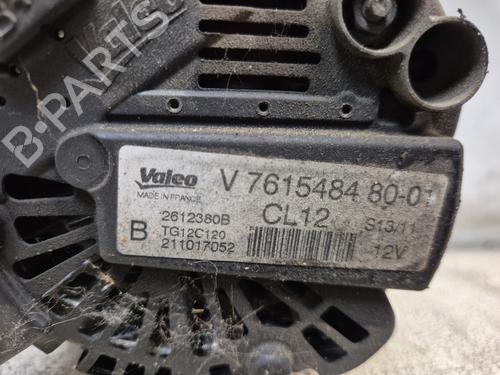 B-PARTS
Valeo
MADE IN FRANCE
V 7615484 80-01
2612380B
CL12
S13/11
B
TG12C120
12V
211017052